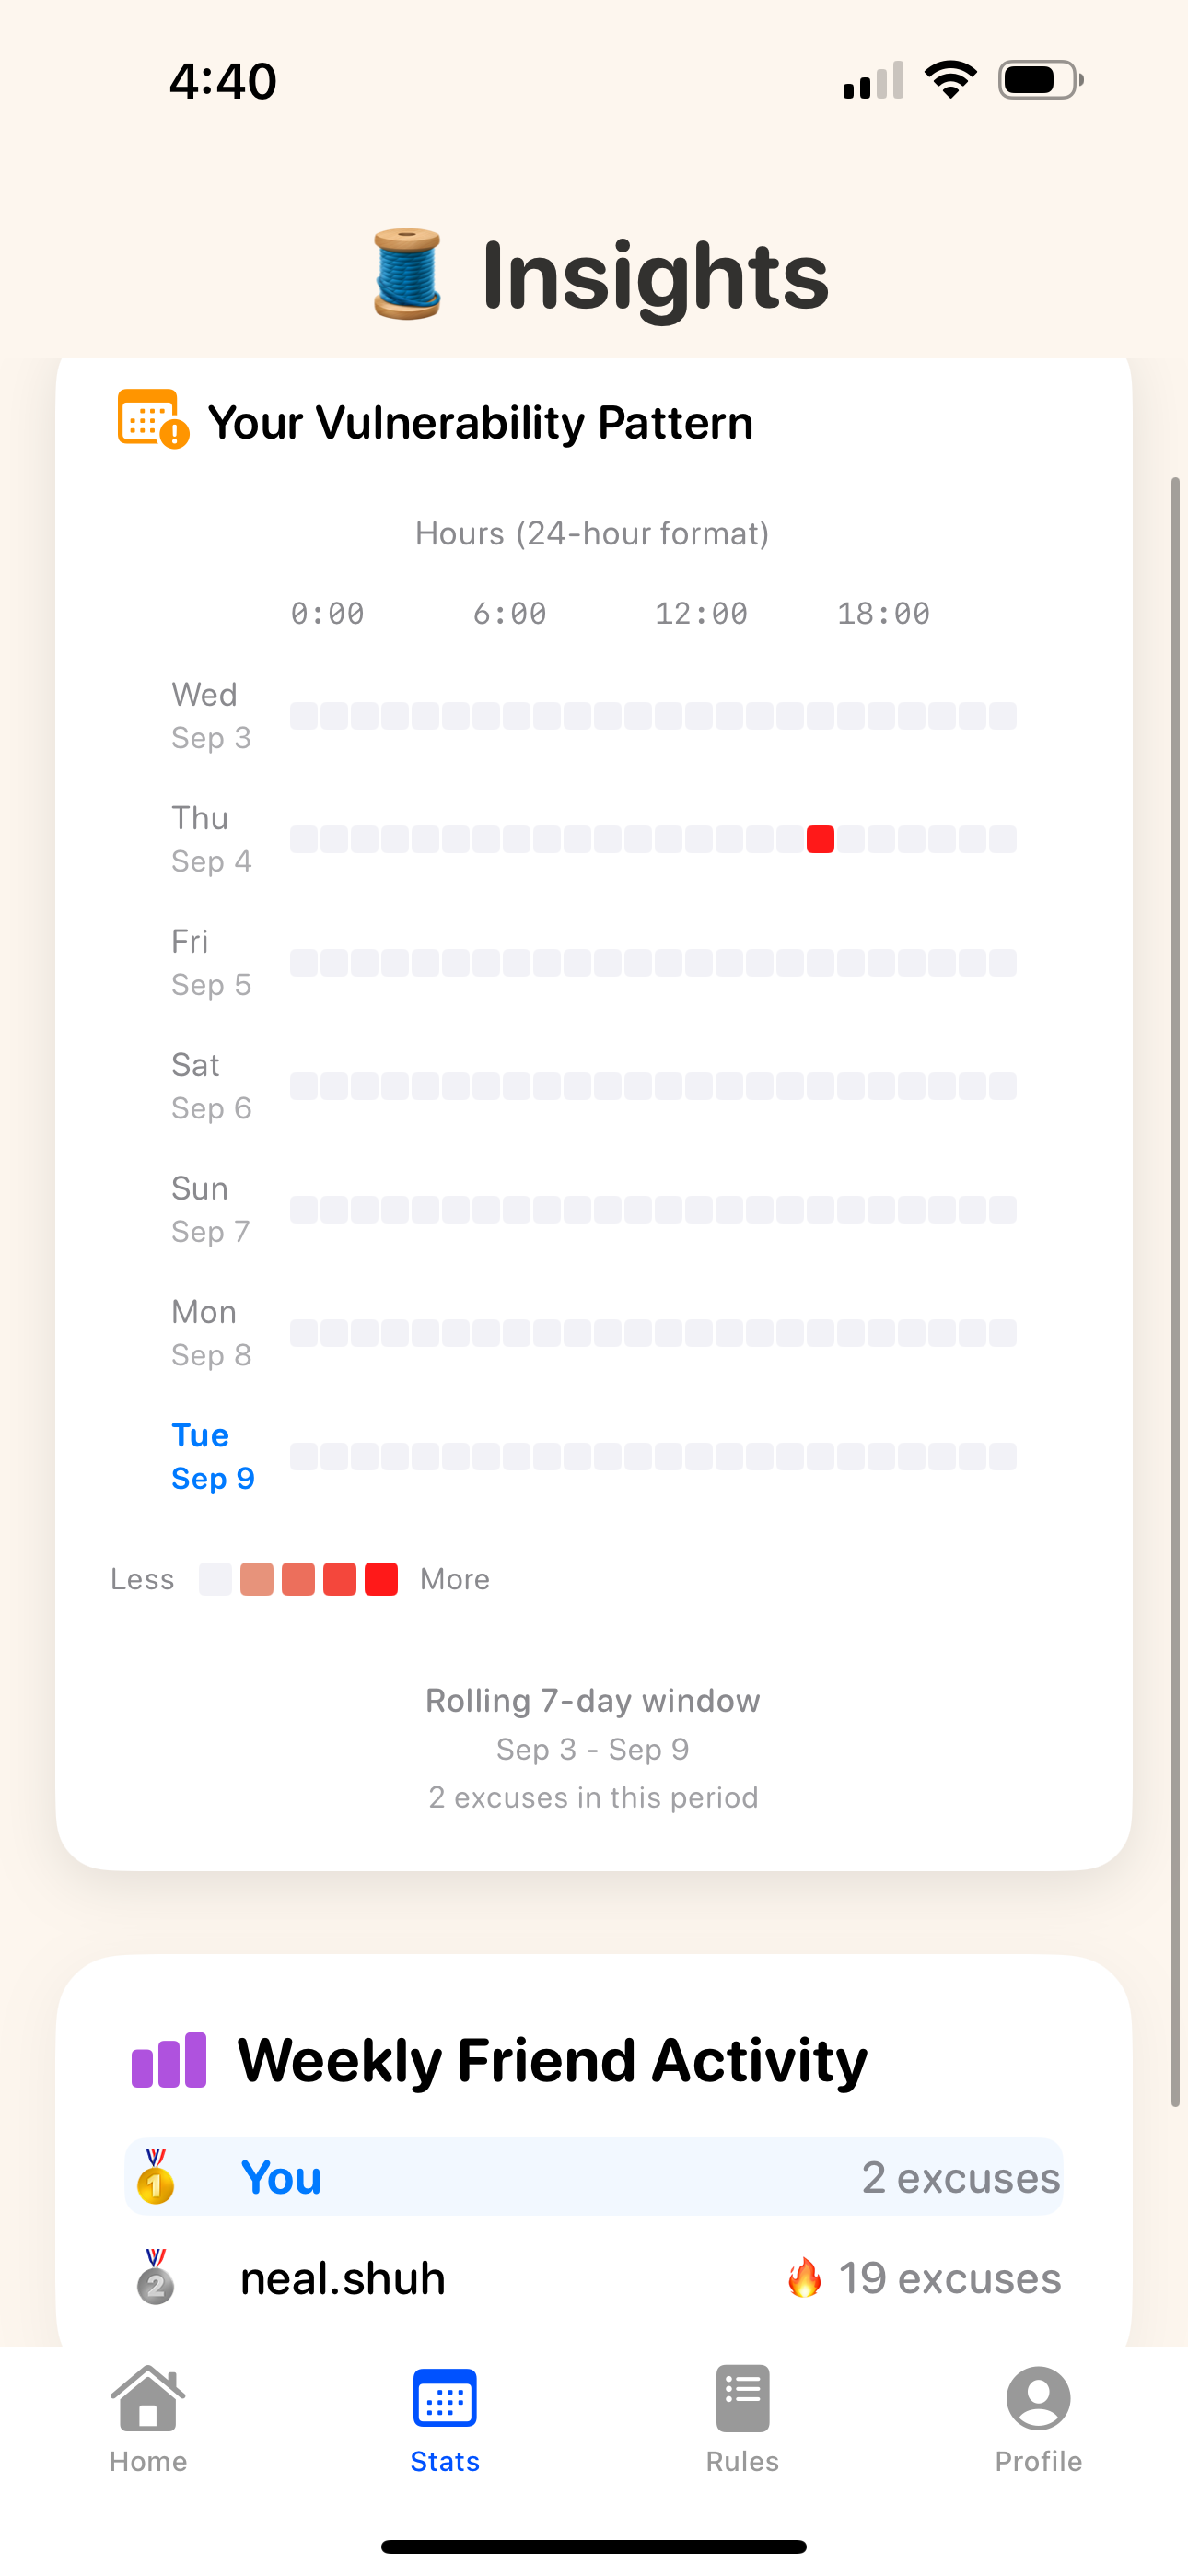 4:40
Insights
Your Vulnerability Pattern
Hours (24-hour format)
0:00 6:00 12:00 18:00
Wed
Sep 3
Thu
Sep 4
Fri
Sep 5
Sat
Sep 6
Sun
Sep 7
Mon
Sep 8
Tue
Sep 9
Less More
Rolling 7-day window
Sep 3 - Sep 9
2 excuses in this period
Weekly Friend Activity
1 You 2 excuses
2 neal.shuh 🔥 19 excuses
Home Stats Rules Profile